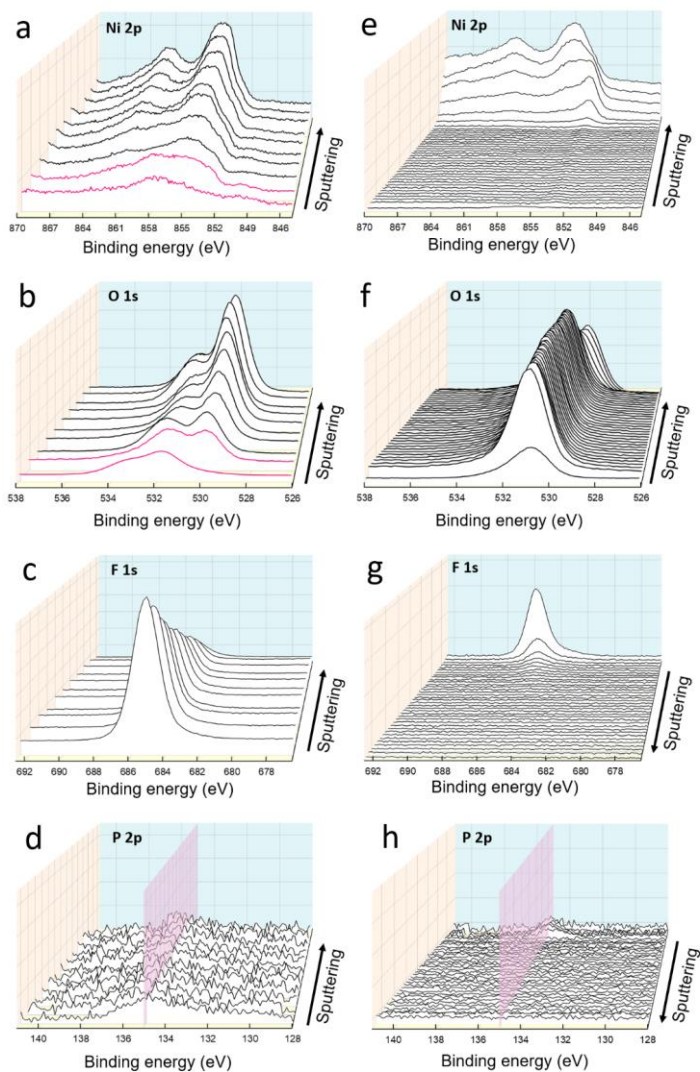 a
Ni 2p
870 867 864 861 858 855 852 849 846
Binding energy (eV)
Sputtering
b
O 1s
538 536 534 532 530 528 526
Binding energy (eV)
Sputtering
c
F 1s
692 690 688 686 684 682 680 678
Binding energy (eV)
Sputtering
d
P 2p
140 138 136 134 132 130 128
Binding energy (eV)
Sputtering
e
Ni 2p
870 867 864 861 858 855 852 849 846
Binding energy (eV)
Sputtering
f
O 1s
538 536 534 532 530 528 526
Binding energy (eV)
Sputtering
g
F 1s
692 690 688 686 684 682 680 678
Binding energy (eV)
Sputtering
h
P 2p
140 138 136 134 132 130 128
Binding energy (eV)
Sputtering